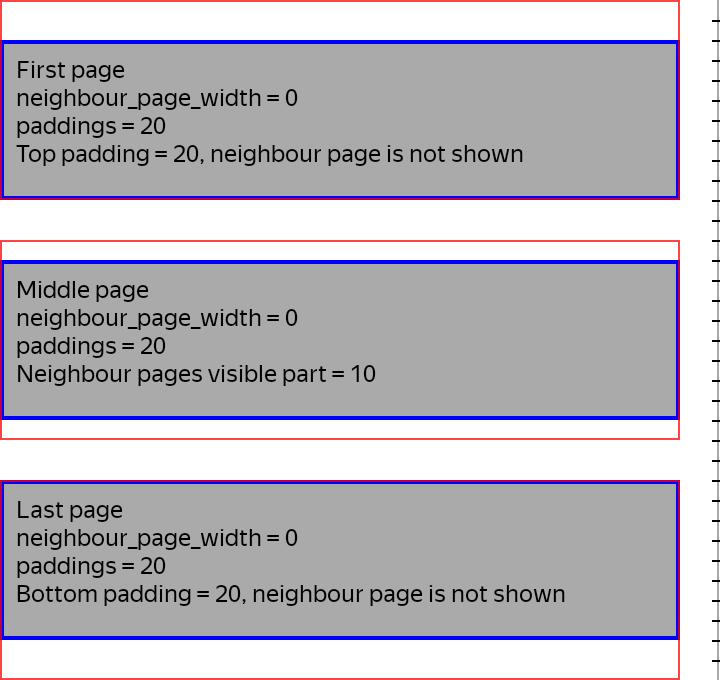 First page
neighbour_page_width = 0
paddings = 20
Top padding = 20, neighbour page is not shown
Middle page
neighbour_page_width = 0
paddings = 20
Neighbour pages visible part = 10
Last page
neighbour_page_width = 0
paddings = 20
Bottom padding = 20, neighbour page is not shown